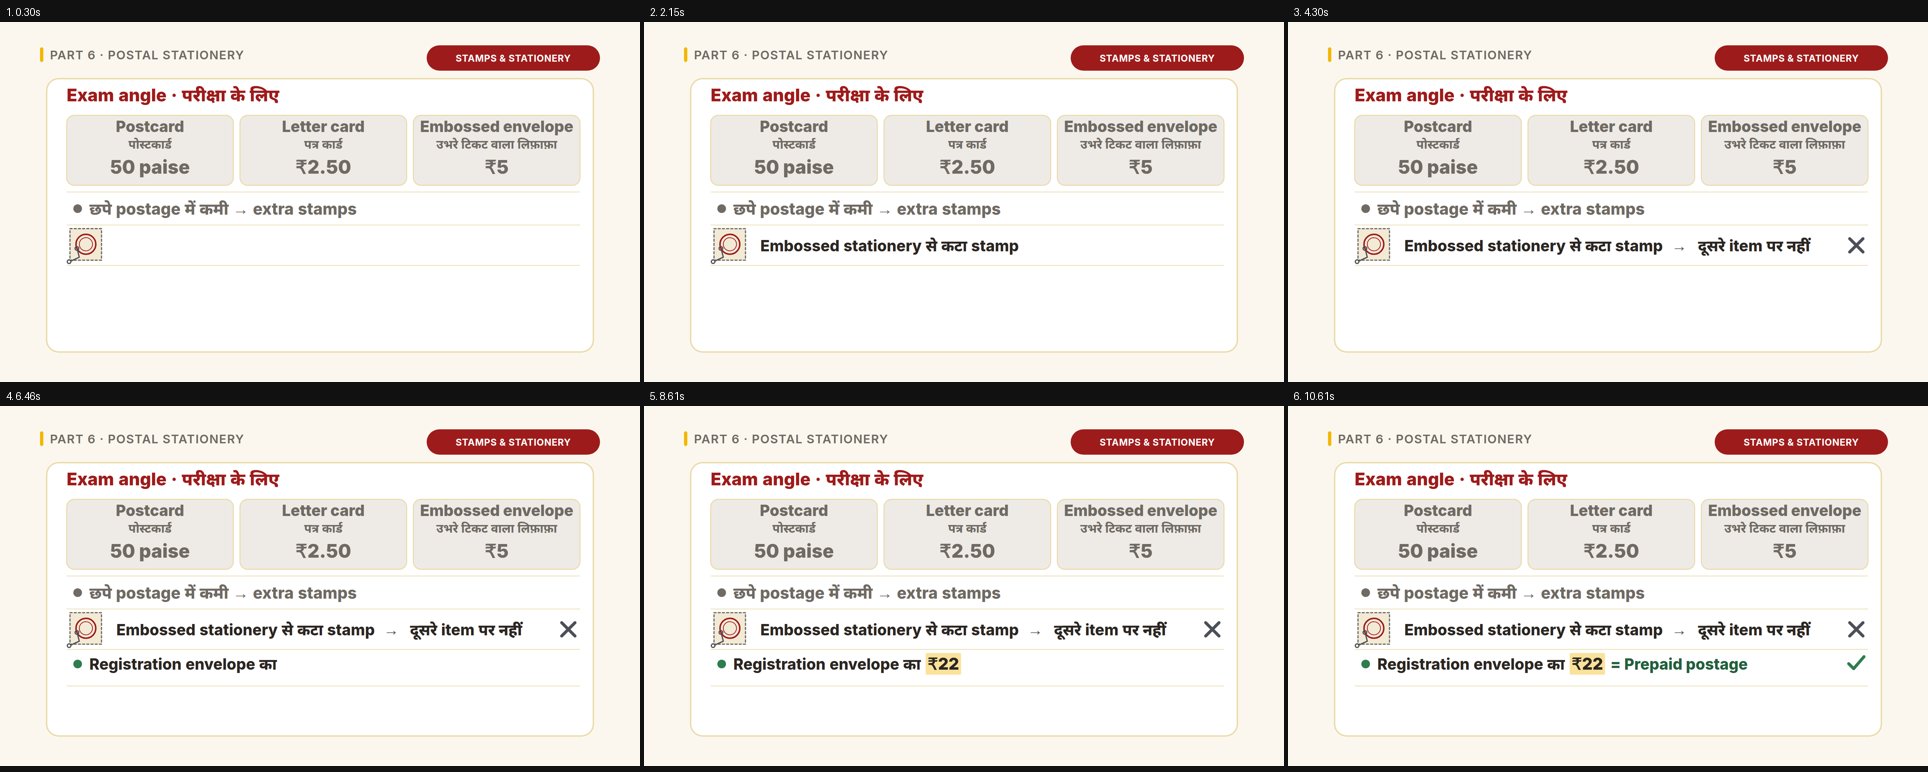 1. 0.30s
PART 6 · POSTAL STATIONERY
STAMPS & STATIONERY
Exam angle · परीक्षा के लिए
Postcard
पोस्टकार्ड
50 paise
Letter card
पत्र कार्ड
₹2.50
Embossed envelope
उभरे टिकट वाला लिफ़ाफ़ा
₹5
छपे postage में कमी → extra stamps
2. 2.15s
PART 6 · POSTAL STATIONERY
STAMPS & STATIONERY
Exam angle · परीक्षा के लिए
Postcard
पोस्टकार्ड
50 paise
Letter card
पत्र कार्ड
₹2.50
Embossed envelope
उभरे टिकट वाला लिफ़ाफ़ा
₹5
छपे postage में कमी → extra stamps
Embossed stationery से कटा stamp
3. 4.30s
PART 6 · POSTAL STATIONERY
STAMPS & STATIONERY
Exam angle · परीक्षा के लिए
Postcard
पोस्टकार्ड
50 paise
Letter card
पत्र कार्ड
₹2.50
Embossed envelope
उभरे टिकट वाला लिफ़ाफ़ा
₹5
छपे postage में कमी → extra stamps
Embossed stationery से कटा stamp → दूसरे item पर नहीं
4. 6.46s
PART 6 · POSTAL STATIONERY
STAMPS & STATIONERY
Exam angle · परीक्षा के लिए
Postcard
पोस्टकार्ड
50 paise
Letter card
पत्र कार्ड
₹2.50
Embossed envelope
उभरे टिकट वाला लिफ़ाफ़ा
₹5
छपे postage में कमी → extra stamps
Embossed stationery से कटा stamp → दूसरे item पर नहीं
Registration envelope का
5. 8.61s
PART 6 · POSTAL STATIONERY
STAMPS & STATIONERY
Exam angle · परीक्षा के लिए
Postcard
पोस्टकार्ड
50 paise
Letter card
पत्र कार्ड
₹2.50
Embossed envelope
उभरे टिकट वाला लिफ़ाफ़ा
₹5
छपे postage में कमी → extra stamps
Embossed stationery से कटा stamp → दूसरे item पर नहीं
Registration envelope का ₹22
6. 10.61s
PART 6 · POSTAL STATIONERY
STAMPS & STATIONERY
Exam angle · परीक्षा के लिए
Postcard
पोस्टकार्ड
50 paise
Letter card
पत्र कार्ड
₹2.50
Embossed envelope
उभरे टिकट वाला लिफ़ाफ़ा
₹5
छपे postage में कमी → extra stamps
Embossed stationery से कटा stamp → दूसरे item पर नहीं
Registration envelope का ₹22 = Prepaid postage